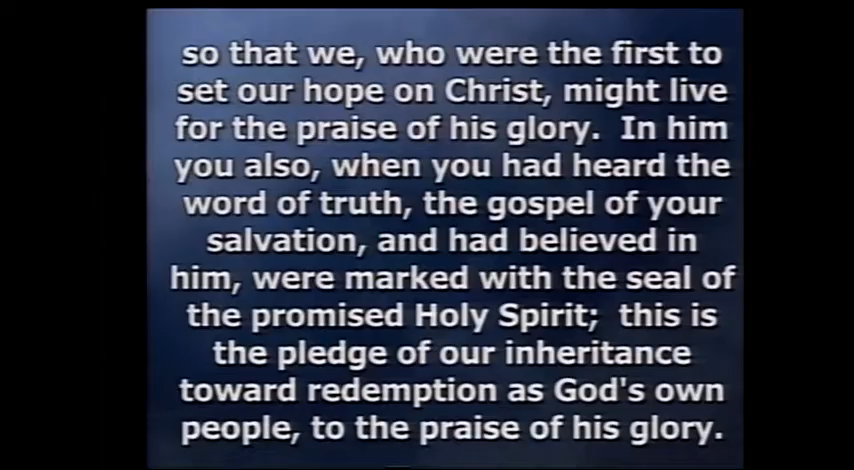 so that we, who were the first to
set our hope on Christ, might live
for the praise of his glory.  In him
you also, when you had heard the
word of truth, the gospel of your
salvation, and had believed in
him, were marked with the seal of
the promised Holy Spirit;  this is
the pledge of our inheritance
toward redemption as God's own
people, to the praise of his glory.